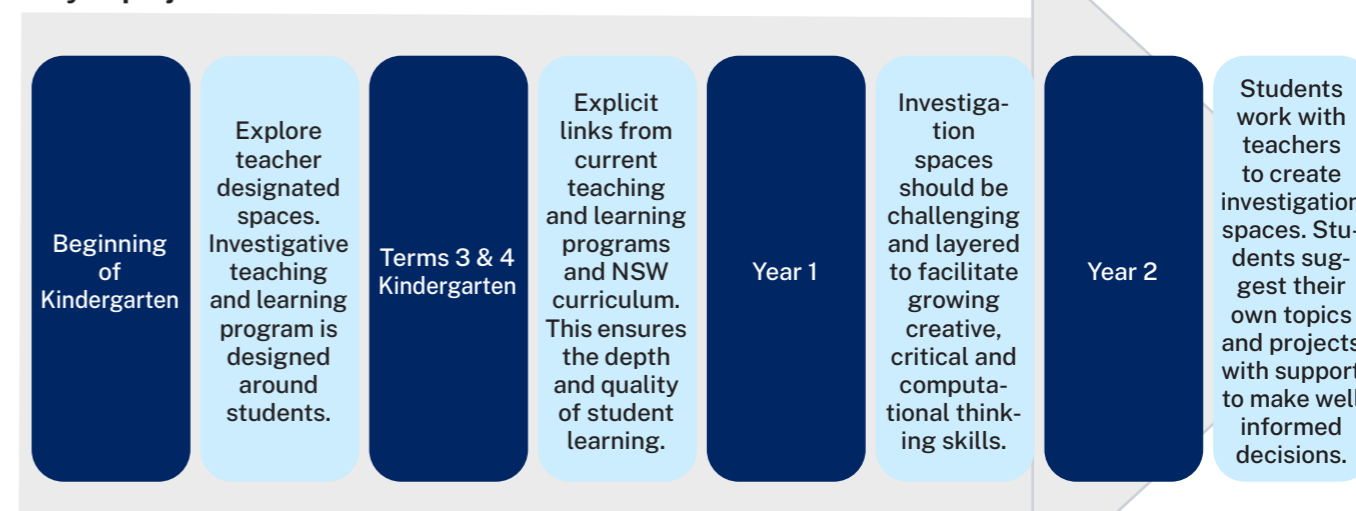 Beginning
of
Kindergarten
Explore
teacher
designated
spaces.
Investigative
teaching
and learning
program is
designed
around
students.
Terms 3 & 4
Kindergarten
Explicit
links from
current
teaching
and learning
programs
and NSW
curriculum.
This ensures
the depth
and quality
of student
learning.
Year 1
Investiga-
tion
spaces
should be
challenging
and layered
to facilitate
growing
creative,
critical and
computa-
tional think-
ing skills.
Year 2
Students
work with
teachers
to create
investigation
spaces. Stu-
dents sug-
gest their
own topics
and projects
with support
to make well
informed
decisions.